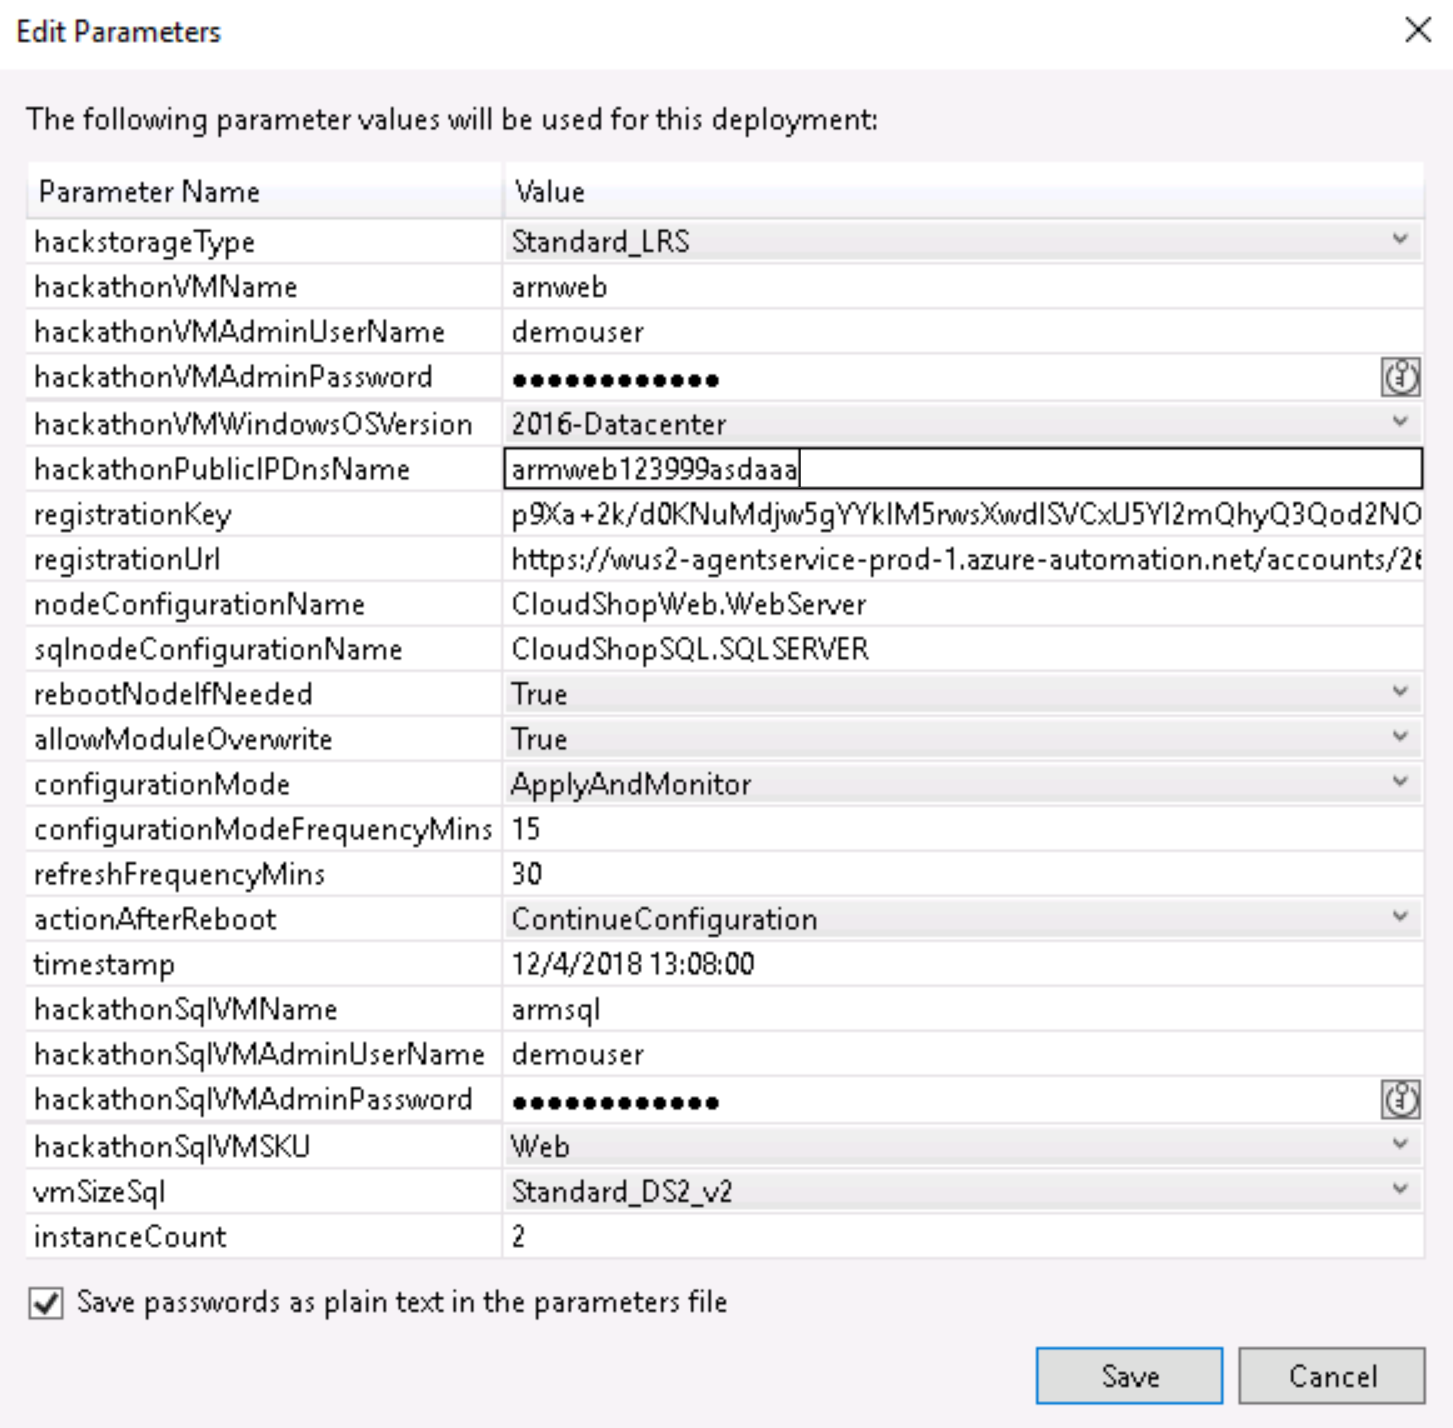 Edit Parameters
The following parameter values will be used for this deployment:
Parameter Name Value
hackstorageType Standard_LRS
hackathonVMName arnweb
hackathonVMAdminUserName demouser
hackathonVMAdminPassword ●●●●●●●●●●●●
hackathonVMWindowsOSVersion 2016-Datacenter
hackathonPublicIPDnsName armweb123999asdaaa
registrationKey
registrationUrl https://wus2-agentservice-prod-1.azure-automation.net/accounts/26
nodeConfigurationName CloudShopWeb.WebServer
sqlnodeConfigurationName CloudShopSQL.SQLSERVER
rebootNodeIfNeeded True
allowModuleOverwrite True
configurationMode ApplyAndMonitor
configurationModeFrequencyMins 15
refreshFrequencyMins 30
actionAfterReboot ContinueConfiguration
timestamp 12/4/2018 13:08:00
hackathonSqlVMName armsql
hackathonSqlVMAdminUserName demouser
hackathonSqlVMAdminPassword ●●●●●●●●●●●●
hackathonSqlVMSKU Web
vmSizeSql Standard_DS2_v2
instanceCount 2
Save passwords as plain text in the parameters file
Save Cancel